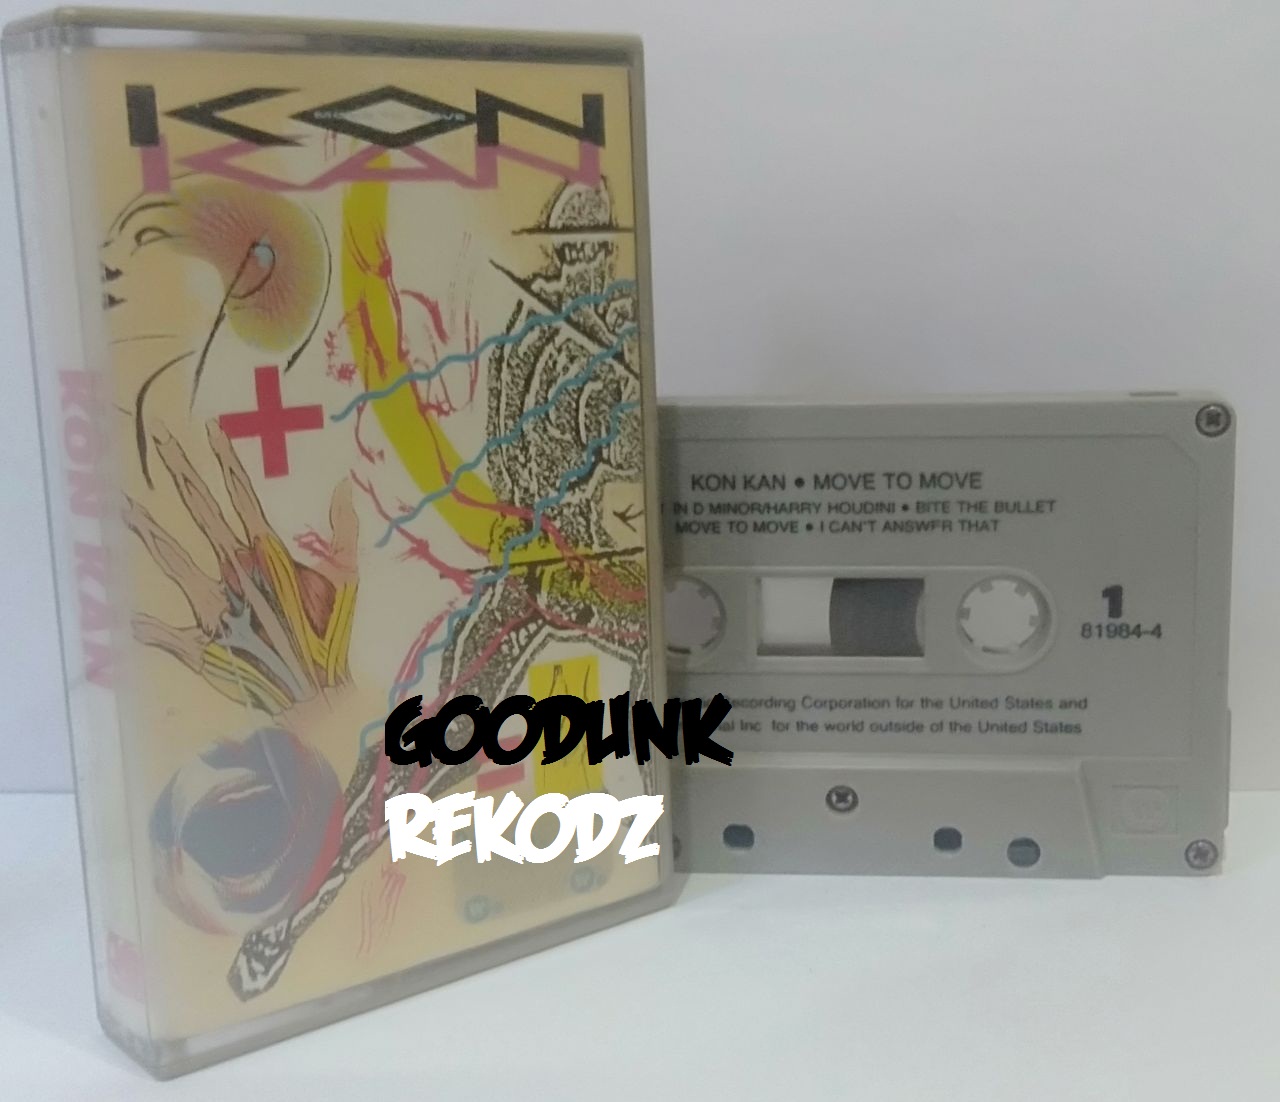 KON
KAN
KON KAN
KON KAN • MOVE TO MOVE
IN D MINOR/HARRY HOUDINI • BITE THE BULLET
MOVE TO MOVE • I CAN'T ANSWER THAT
1
81984-4
Recording Corporation for the United States and
Inc for the world outside of the United States
GOODUNK
REKODZ